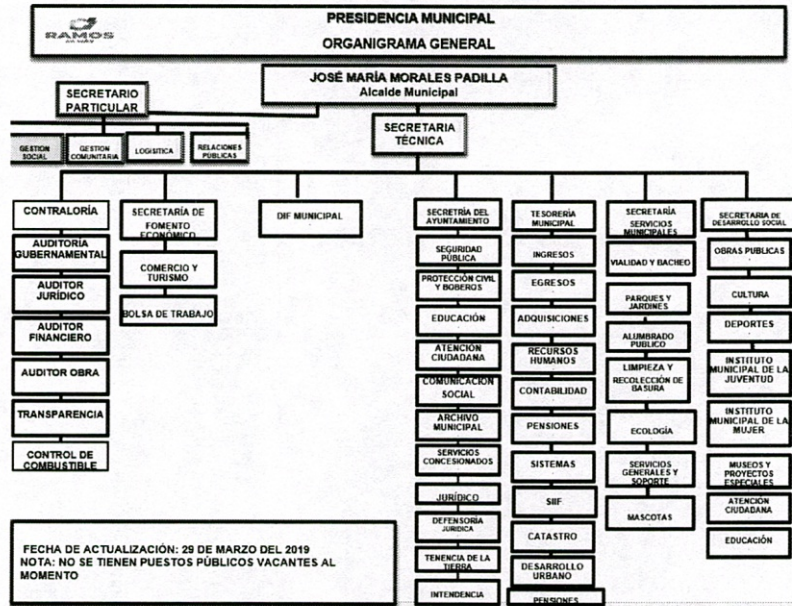 RAMOS
PRESIDENCIA MUNICIPAL
ORGANIGRAMA GENERAL
JOSÉ MARÍA MORALES PADILLA
Alcalde Municipal
SECRETARIO
PARTICULAR
SECRETARIA
TÉCNICA
GESTION
SOCIAL
GESTION
COMUNITARIA
LOGISITICA
RELACIONES
PÚBLICAS
CONTRALORÍA
AUDITORÍA
GUBERNAMENTAL
AUDITOR
JURÍDICO
AUDITOR
FINANCIERO
AUDITOR OBRA
TRANSPARENCIA
CONTROL DE
COMBUSTIBLE
SECRETARÍA DE
FOMENTO
ECONÓMICO
COMERCIO Y
TURISMO
BOLSA DE TRABAJO
DIF MUNICIPAL
SECRETRÍA DEL
AYUNTAMIENTO
SEGURIDAD
PÚBLICA
PROTECCIÓN CIVIL
Y BOBEROS
EDUCACIÓN
ATENCIÓN
CIUDADANA
COMUNICACION
SOCIAL
ARCHIVO
MUNICIPAL
SERVICIOS
CONCESIONADOS
JURÍDICO
DEFENSORÍA
JURIDICA
TENENCIA DE LA
TIERRA
INTENDENCIA
TESORERÍA
MUNICIPAL
INGRESOS
EGRESOS
ADQUISICIONES
RECURSOS
HUMANOS
CONTABILIDAD
PENSIONES
SISTEMAS
SIIF
CATASTRO
DESARROLLO
URBANO
PENSIONES
SECRETARÍA
SERVICIOS
MUNICIPALES
VIALIDAD Y BACHEO
PARQUES Y
JARDINES
ALUMBRADO
PUBLICO
LIMPIEZA Y
RECOLECCIÓN DE
BASURA
ECOLOGÍA
SERVICIOS
GENERALES Y
SOPORTE
MASCOTAS
SECRETARIA DE
DESARROLLO SOCIAL
OBRAS PUBLICAS
CULTURA
DEPORTES
INSTITUTO
MUNICIPAL DE LA
JUVENTUD
INSTITUTO
MUNICIPAL DE LA
MUJER
MUSEOS Y
PROYECTOS
ESPECIALES
ATENCIÓN
CIUDADANA
EDUCACIÓN
FECHA DE ACTUALIZACIÓN: 29 DE MARZO DEL 2019
NOTA: NO SE TIENEN PUESTOS PÚBLICOS VACANTES AL
MOMENTO